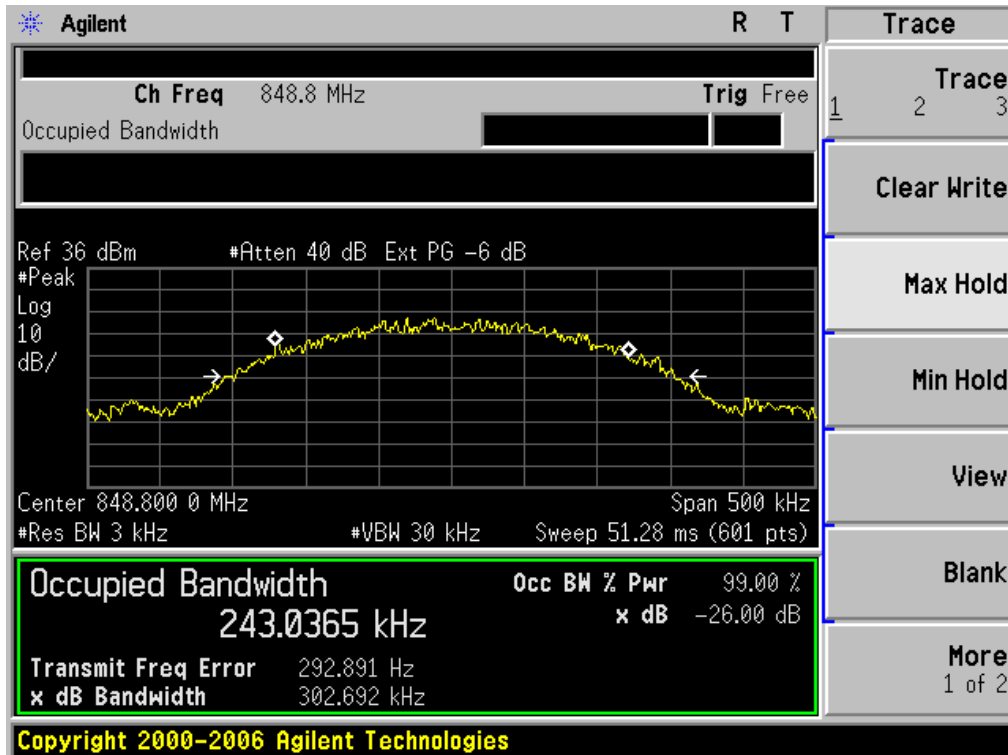 Agilent R T Trace
Ch Freq 848.8 MHz Trig Free
Occupied Bandwidth
Trace
1 2 3
Clear Write
Max Hold
Min Hold
View
Blank
More
1 of 2
Ref 36 dBm #Atten 40 dB Ext PG -6 dB
#Peak
Log
10
dB/
Center 848.800 0 MHz Span 500 kHz
#Res BW 3 kHz #VBW 30 kHz Sweep 51.28 ms (601 pts)
Occupied Bandwidth Occ BW % Pwr 99.00 %
243.0365 kHz x dB -26.00 dB
Transmit Freq Error 292.891 Hz
x dB Bandwidth 302.692 kHz
Copyright 2000-2006 Agilent Technologies